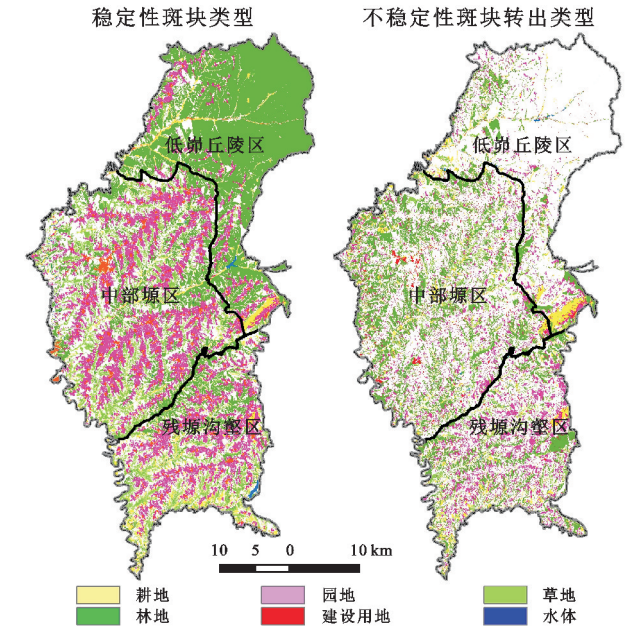 稳定性斑块类型
不稳定性斑块转出类型
低峁丘陵区
低峁丘陵区
中部塬区
中部塬区
残塬沟壑区
残塬沟壑区
10 5 0 10 km
耕地 园地 草地
林地 建设用地 水体